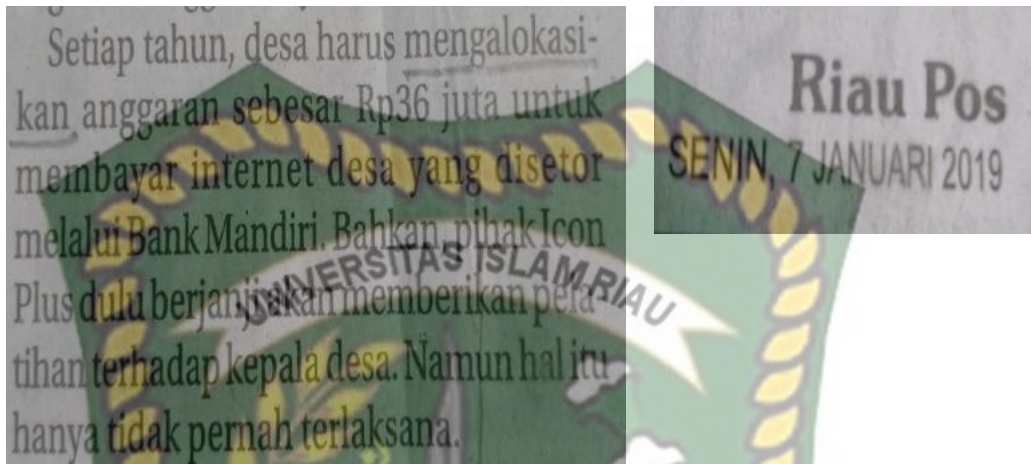 Setiap tahun, desa harus mengalokasi-
kan anggaran sebesar Rp36 juta untuk
membayar internet desa yang disetor
melalui Bank Mandiri. Bahkan, pihak Icon
Plus dulu berjanji akan memberikan pela-
tihan terhadap kepala desa. Namun hal itu
hanya tidak pernah terlaksana.
Riau Pos
SENIN, 7 JANUARI 2019
UNIVERSITAS ISLAM RIAU